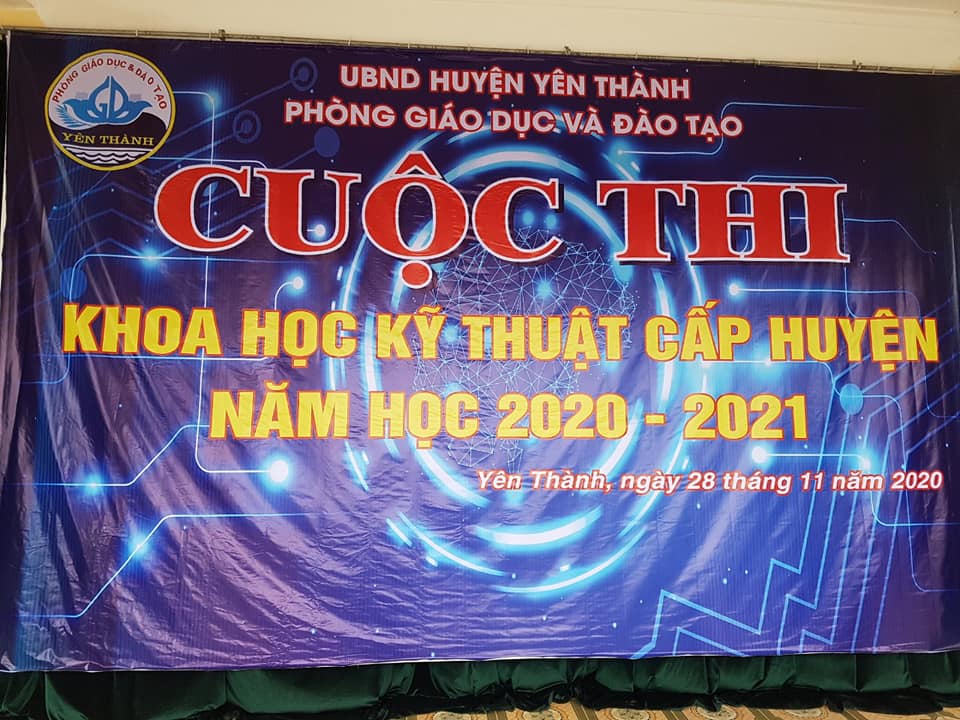 PHÒNG GIÁO DỤC & ĐÀO TẠO
GD
YÊN THÀNH
UBND HUYỆN YÊN THÀNH
PHÒNG GIÁO DỤC VÀ ĐÀO TẠO
CUỘC THI
KHOA HỌC KỸ THUẬT CẤP HUYỆN
NĂM HỌC 2020 - 2021
Yên Thành, ngày 28 tháng 11 năm 2020